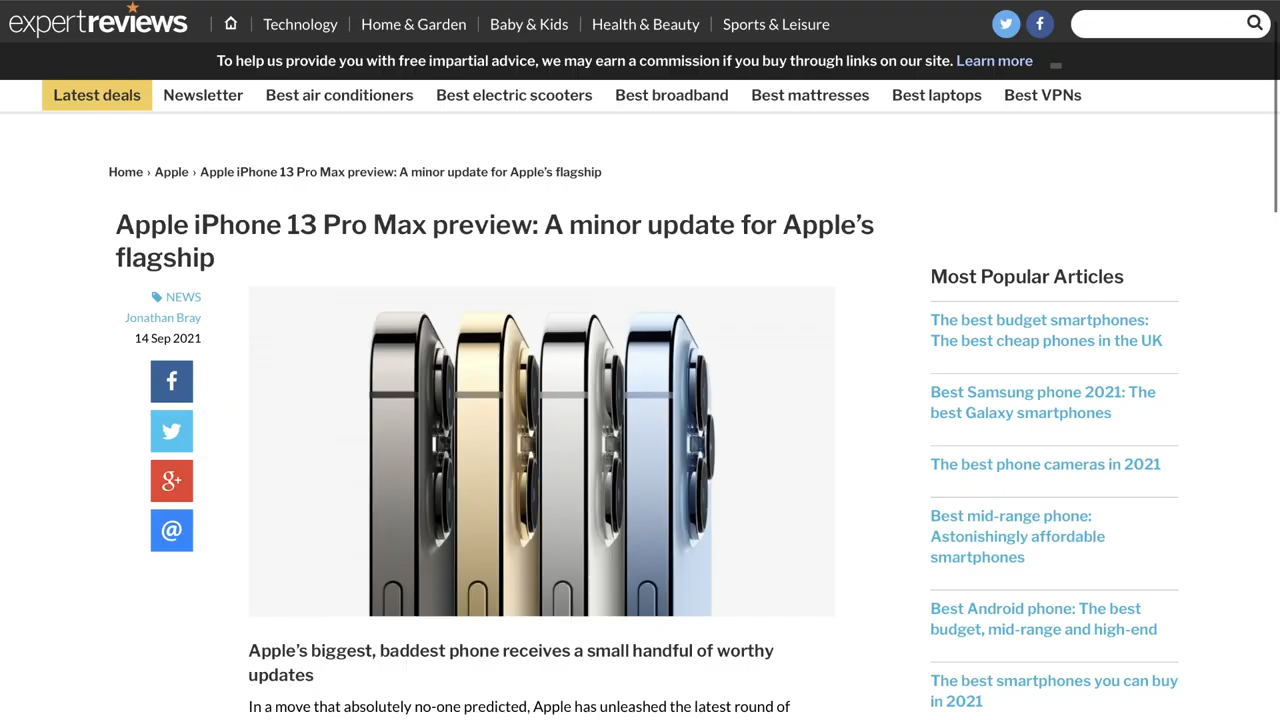 expertreviews
Technology
Home & Garden
Baby & Kids
Health & Beauty
Sports & Leisure
To help us provide you with free impartial advice, we may earn a commission if you buy through links on our site. Learn more
Latest deals
Newsletter
Best air conditioners
Best electric scooters
Best broadband
Best mattresses
Best laptops
Best VPNs
Home › Apple › Apple iPhone 13 Pro Max preview: A minor update for Apple’s flagship
Apple iPhone 13 Pro Max preview: A minor update for Apple’s
flagship
NEWS
Jonathan Bray
14 Sep 2021
Apple’s biggest, baddest phone receives a small handful of worthy
updates
In a move that absolutely no-one predicted, Apple has unleashed the latest round of
Most Popular Articles
The best budget smartphones:
The best cheap phones in the UK
Best Samsung phone 2021: The
best Galaxy smartphones
The best phone cameras in 2021
Best mid-range phone:
Astonishingly affordable
smartphones
Best Android phone: The best
budget, mid-range and high-end
The best smartphones you can buy
in 2021